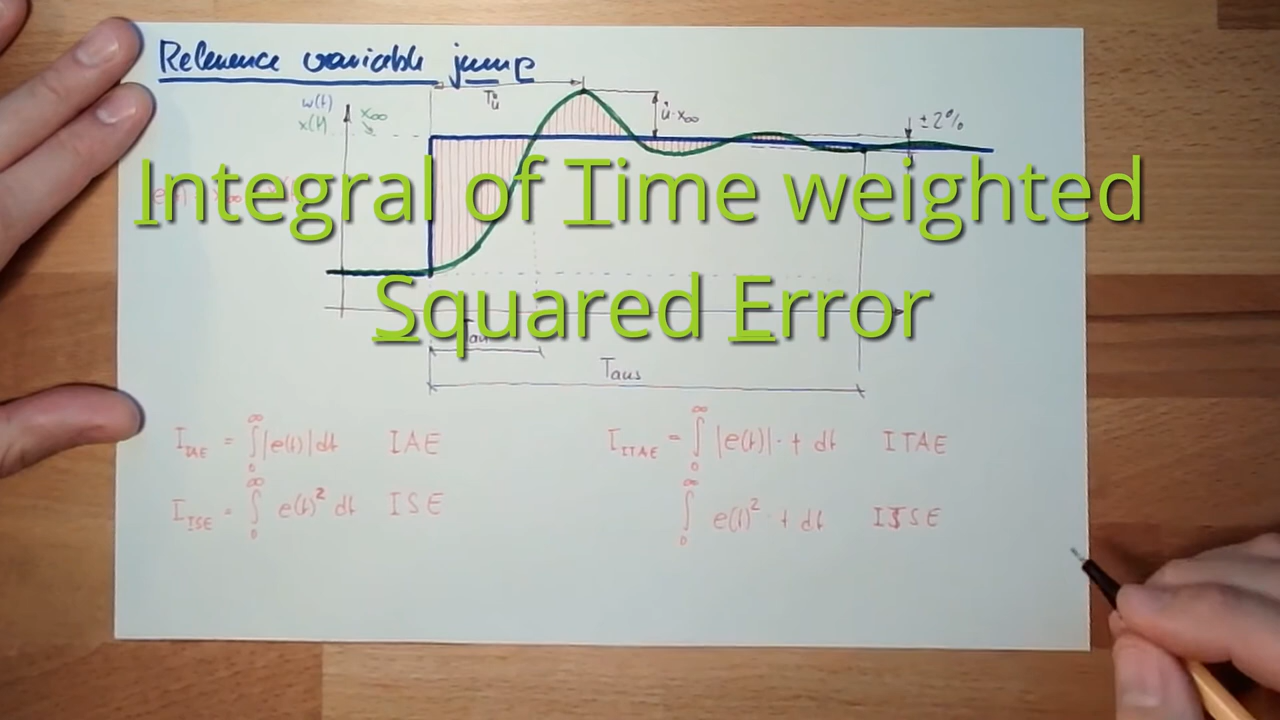 Reference variable jump
Tü
w(t)
x(t)
x∞
ü·x∞
±2%
Integral of Time weighted
Squared Error
Taus
I_IAE = ∫₀^∞ |e(t)| dt IAE
I_ITAE = ∫₀^∞ |e(t)| · t dt ITAE
I_ISE = ∫₀^∞ e(t)² dt ISE
∫₀^∞ e(t)² · t dt ITSE